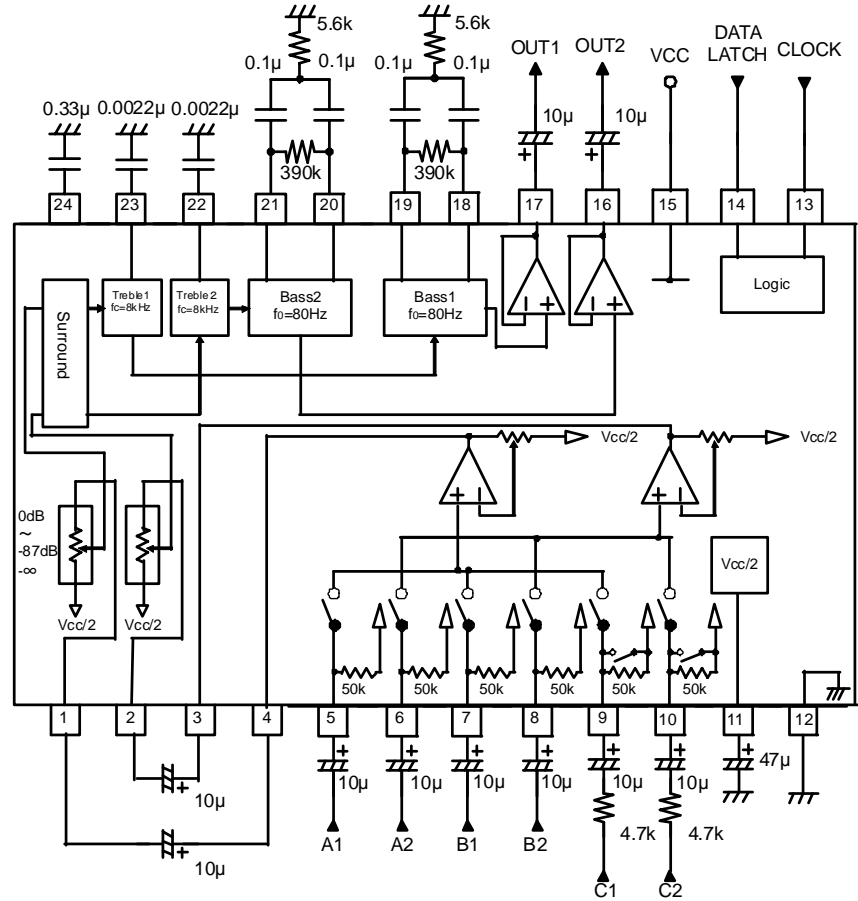 5.6k
5.6k
0.1μ 0.1μ 0.1μ 0.1μ
OUT1 OUT2 VCC DATA LATCH CLOCK
0.33μ 0.0022μ 0.0022μ
10μ 10μ
390k 390k
24 23 22 21 20 19 18 17 16 15 14 13
Surround
Treble1
fc=8kHz
Treble2
fc=8kHz
Bass2
f0=80Hz
Bass1
f0=80Hz
Logic
Vcc/2 Vcc/2
0dB
~
-87dB
-∞
Vcc/2 Vcc/2
Vcc/2
50k 50k 50k 50k 50k 50k
1 2 3 4 5 6 7 8 9 10 11 12
+ + + + + + +
10μ 10μ 10μ 10μ 10μ 10μ 47μ
+
10μ
+
10μ
4.7k 4.7k
A1 A2 B1 B2
C1 C2